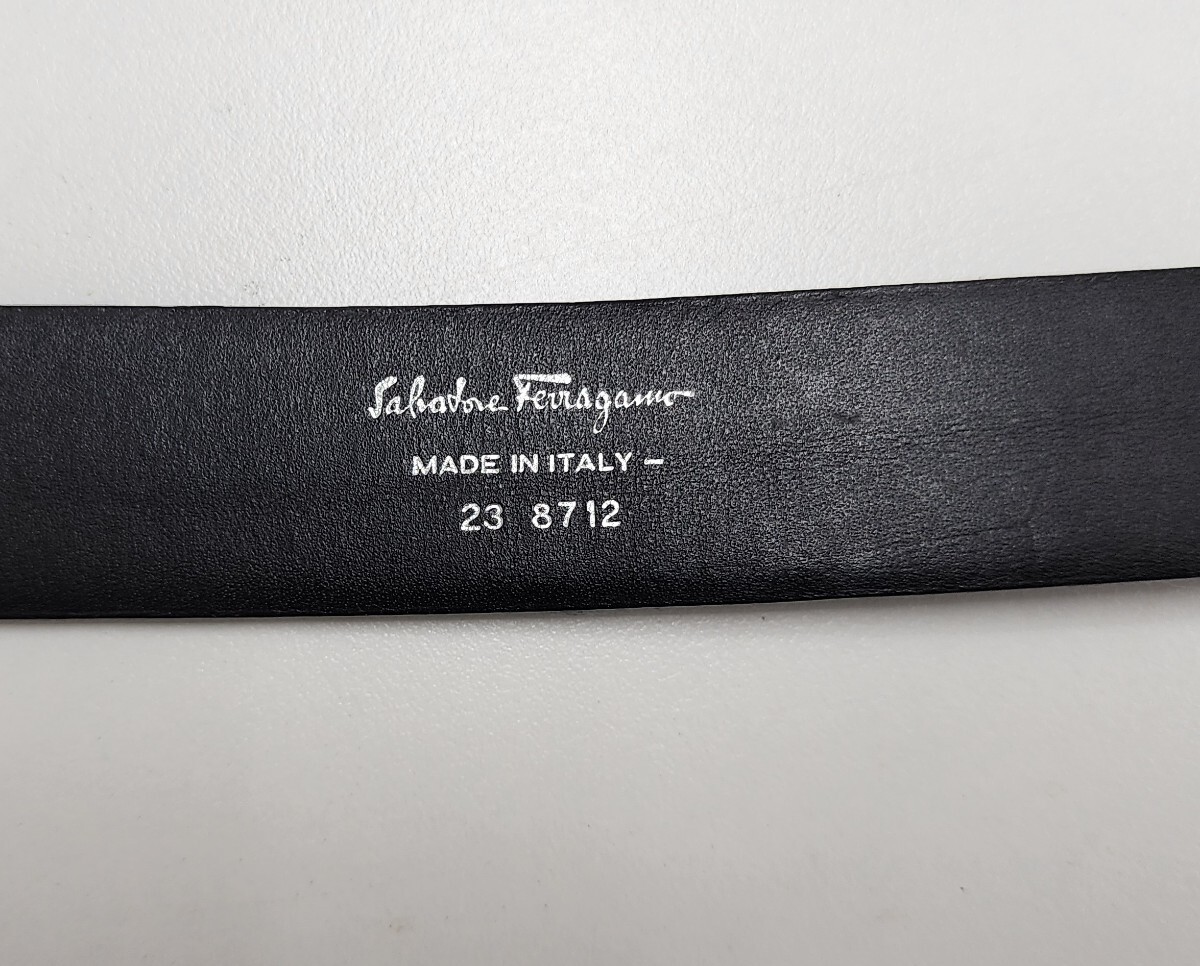 Salvatore Ferragamo
MADE IN ITALY –
23 8712